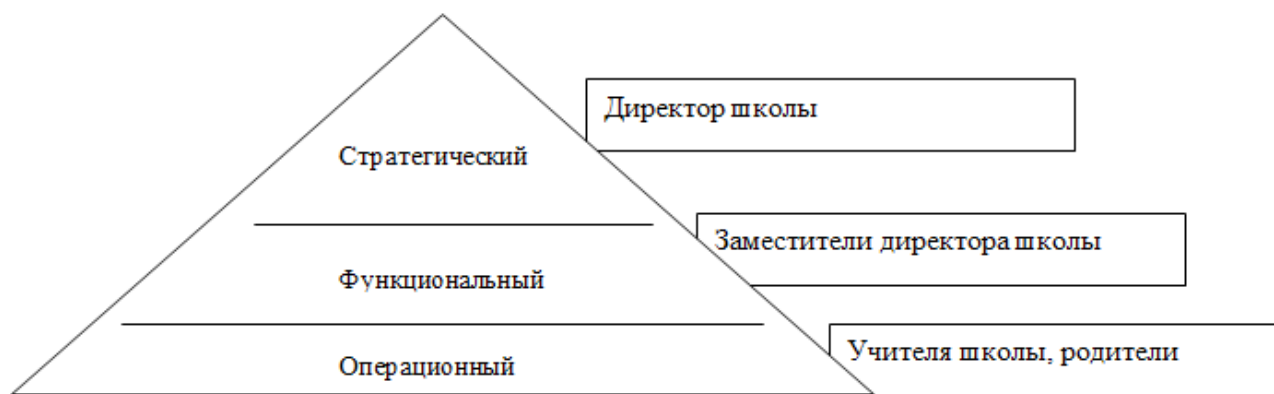 Директор школы
Стратегический
Заместители директора школы
Функциональный
Учителя школы, родители
Операционный